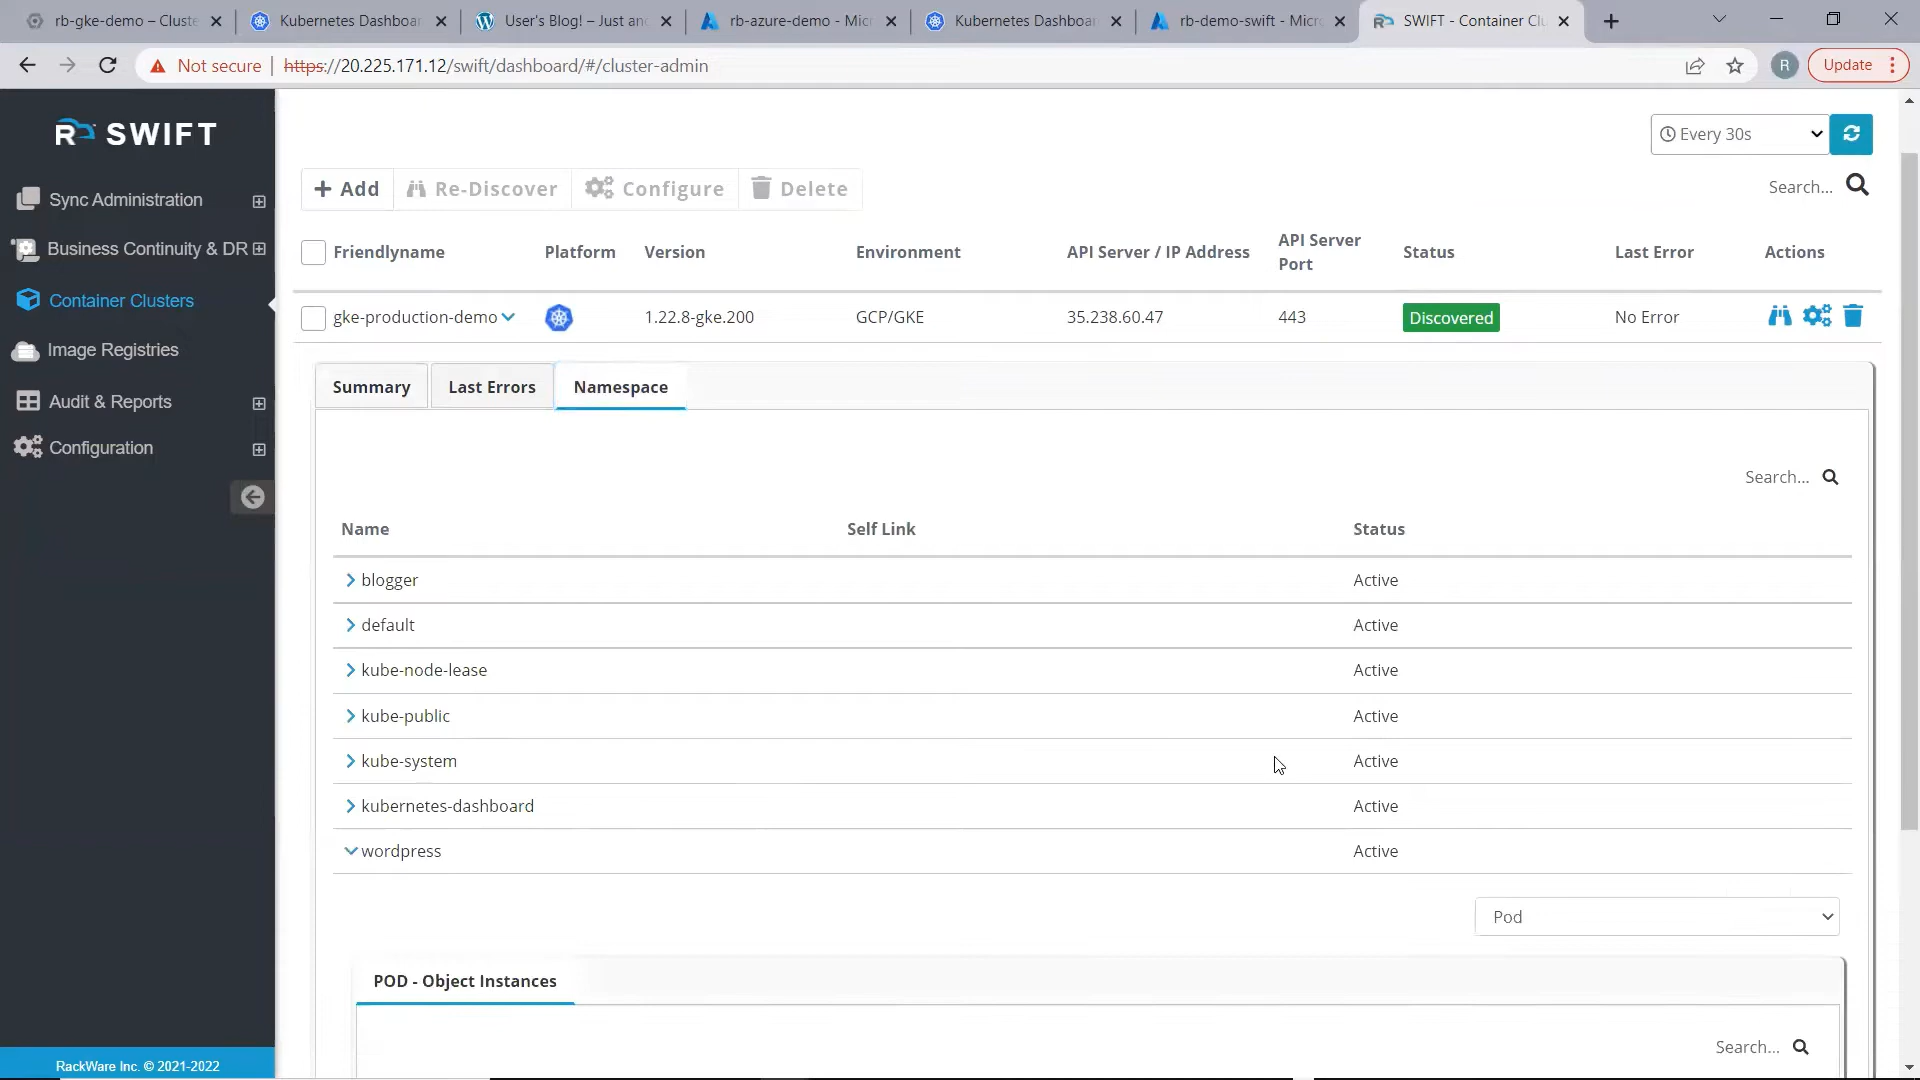 rb-gke-demo – Cluste
Kubernetes Dashboar
User's Blog! – Just an
rb-azure-demo - Micr
Kubernetes Dashboar
rb-demo-swift - Micro
SWIFT - Container Clu
Not secure
https://20.225.171.12/swift/dashboard/#/cluster-admin
R
Update
SWIFT
Every 30s
Sync Administration
Business Continuity & DR
Container Clusters
Image Registries
Audit & Reports
Configuration
RackWare Inc. © 2021-2022
Add
Re-Discover
Configure
Delete
Search...
Friendlyname Platform Version Environment API Server / IP Address API Server Port Status Last Error Actions
gke-production-demo 1.22.8-gke.200 GCP/GKE 35.238.60.47 443 Discovered No Error
Summary Last Errors Namespace
Search...
Name Self Link Status
blogger Active
default Active
kube-node-lease Active
kube-public Active
kube-system Active
kubernetes-dashboard Active
wordpress Active
Pod
POD - Object Instances
Search...